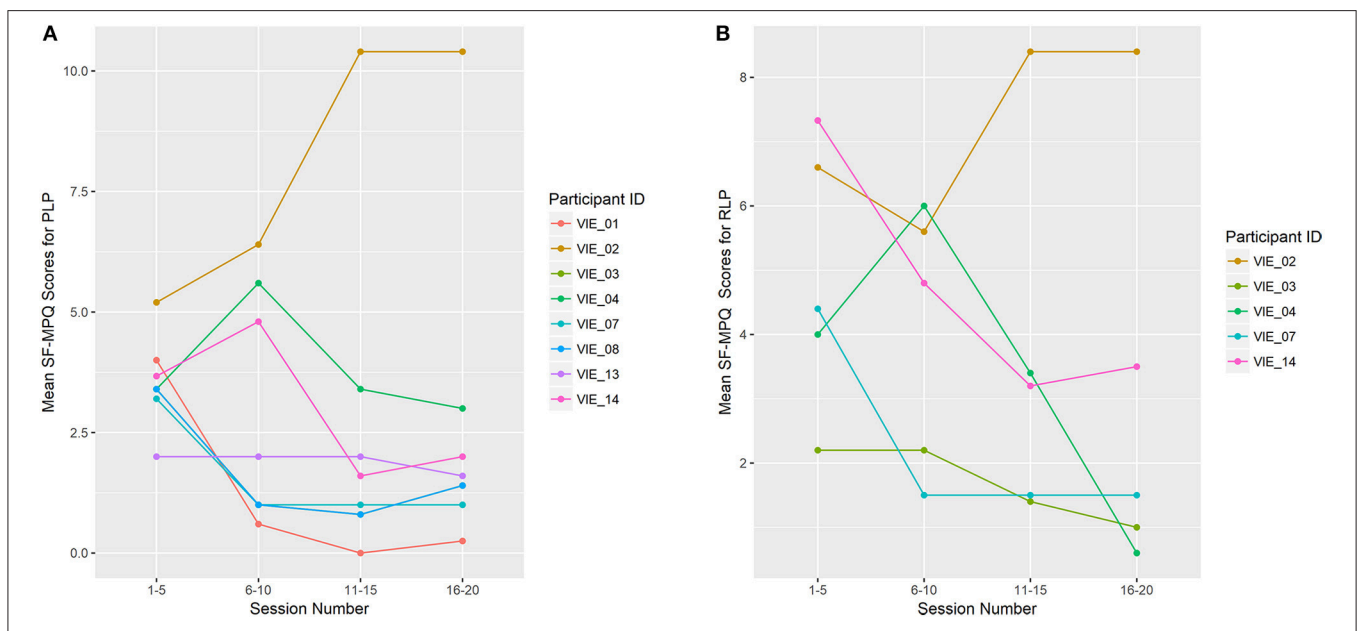 A
Mean SF-MPQ Scores for PLP
10.0
7.5
5.0
2.5
0.0
1-5
6-10
11-15
16-20
Session Number
Participant ID
VIE_01
VIE_02
VIE_03
VIE_04
VIE_07
VIE_08
VIE_13
VIE_14
B
Mean SF-MPQ Scores for RLP
8
6
4
2
1-5
6-10
11-15
16-20
Session Number
Participant ID
VIE_02
VIE_03
VIE_04
VIE_07
VIE_14